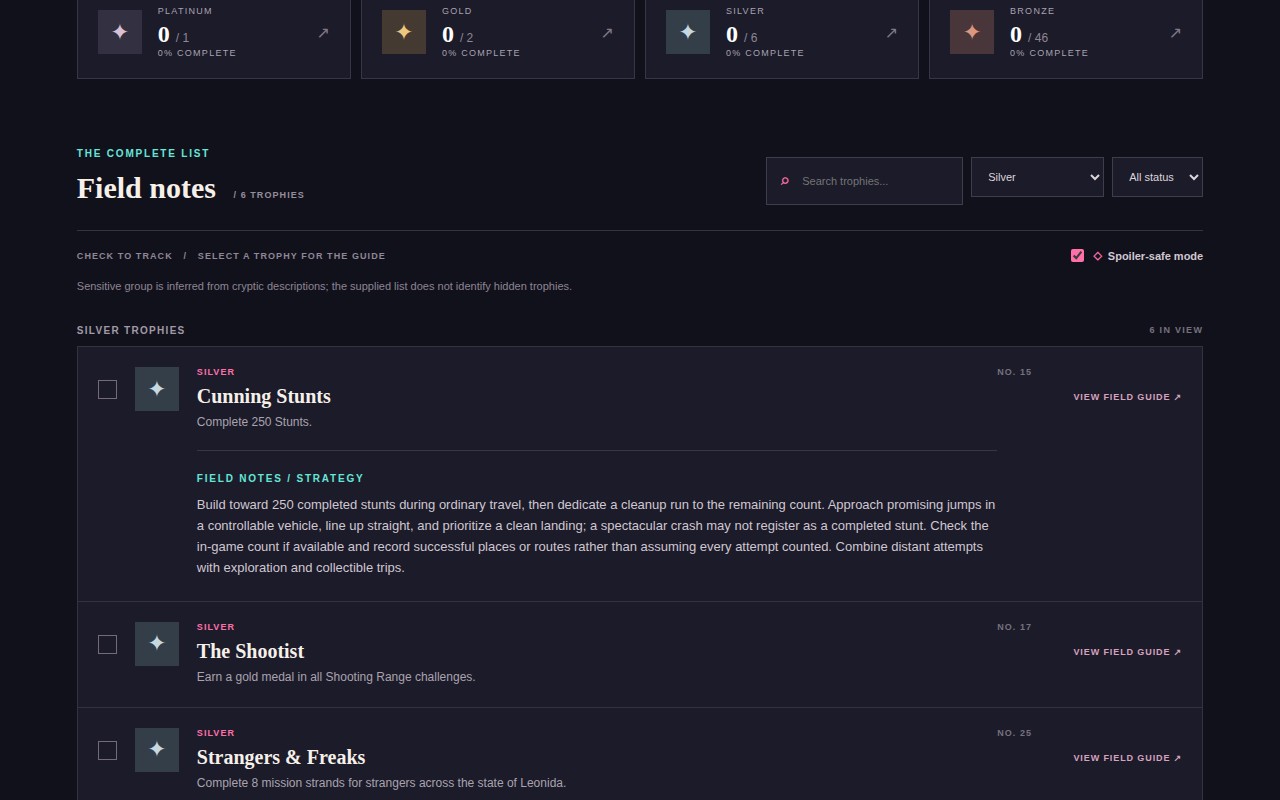 PLATINUM
0 / 1
0% COMPLETE
↗
GOLD
0 / 2
0% COMPLETE
↗
SILVER
0 / 6
0% COMPLETE
↗
BRONZE
0 / 46
0% COMPLETE
↗
THE COMPLETE LIST
Field notes / 6 TROPHIES
Search trophies...
Silver
All status
CHECK TO TRACK / SELECT A TROPHY FOR THE GUIDE
Spoiler-safe mode
Sensitive group is inferred from cryptic descriptions; the supplied list does not identify hidden trophies.
SILVER TROPHIES
6 IN VIEW
SILVER
NO. 15
Cunning Stunts
VIEW FIELD GUIDE ↗
Complete 250 Stunts.
FIELD NOTES / STRATEGY
Build toward 250 completed stunts during ordinary travel, then dedicate a cleanup run to the remaining count. Approach promising jumps in
a controllable vehicle, line up straight, and prioritize a clean landing; a spectacular crash may not register as a completed stunt. Check the
in-game count if available and record successful places or routes rather than assuming every attempt counted. Combine distant attempts
with exploration and collectible trips.
SILVER
NO. 17
The Shootist
VIEW FIELD GUIDE ↗
Earn a gold medal in all Shooting Range challenges.
SILVER
NO. 25
Strangers & Freaks
VIEW FIELD GUIDE ↗
Complete 8 mission strands for strangers across the state of Leonida.